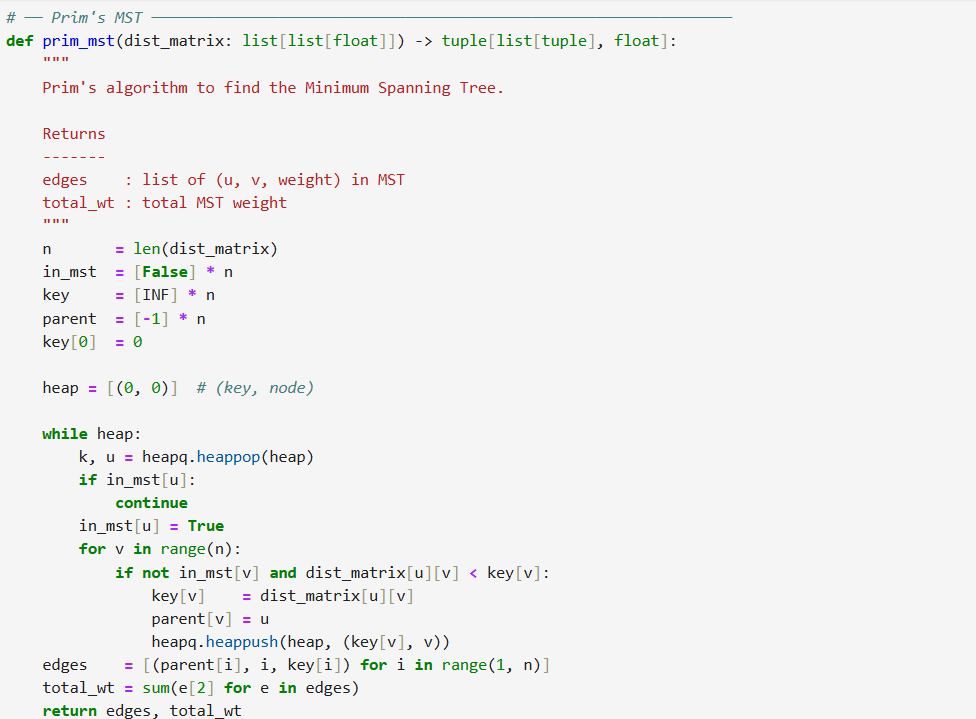 # ── Prim's MST ────────────────────────────────────────────────────────────────
def prim_mst(dist_matrix: list[list[float]]) -> tuple[list[tuple], float]:
    """
    Prim's algorithm to find the Minimum Spanning Tree.

    Returns
    -------
    edges    : list of (u, v, weight) in MST
    total_wt : total MST weight
    """
    n       = len(dist_matrix)
    in_mst  = [False] * n
    key     = [INF] * n
    parent  = [-1] * n
    key[0]  = 0

    heap = [(0, 0)]  # (key, node)

    while heap:
        k, u = heapq.heappop(heap)
        if in_mst[u]:
            continue
        in_mst[u] = True
        for v in range(n):
            if not in_mst[v] and dist_matrix[u][v] < key[v]:
                key[v]    = dist_matrix[u][v]
                parent[v] = u
                heapq.heappush(heap, (key[v], v))
    edges    = [(parent[i], i, key[i]) for i in range(1, n)]
    total_wt = sum(e[2] for e in edges)
    return edges, total_wt